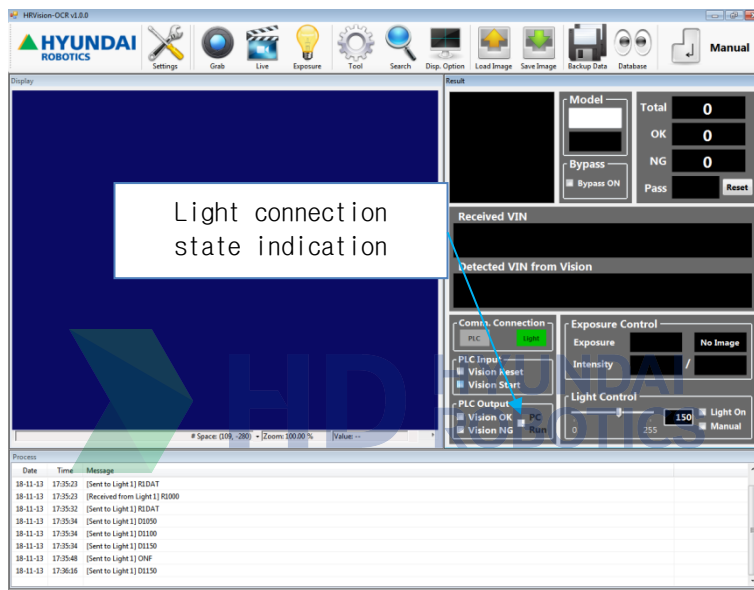 HRVision-OCR v1.0.0
HYUNDAI
ROBOTICS
Settings
Grab
Live
Exposure
Tool
Search
Disp. Option
Load Image
Save Image
Backup Data
Database
Manual
Display
Result
Light connection
state indication
# Space: (109, -280)
Zoom: 100.00 %
Value: --
Model
Bypass
Bypass ON
Total 0
OK 0
NG 0
Pass
Reset
Received VIN
Detected VIN from Vision
Comm. Connection
PLC
Light
PLC Input
Vision Reset
Vision Start
PLC Output
Vision OK
Vision NG
PC
Run
Exposure Control
Exposure
No Image
Intensity
/
Light Control
0
255
150
Light On
Manual
HD HYUNDAI
ROBOTICS
Process
Date Time Message
18-11-13 17:35:23 [Sent to Light 1] R1DAT
18-11-13 17:35:23 [Received from Light 1] R1000
18-11-13 17:35:32 [Sent to Light 1] R1DAT
18-11-13 17:35:34 [Sent to Light 1] D1050
18-11-13 17:35:34 [Sent to Light 1] D1100
18-11-13 17:35:34 [Sent to Light 1] D1150
18-11-13 17:35:48 [Sent to Light 1] ONF
18-11-13 17:36:16 [Sent to Light 1] D1150